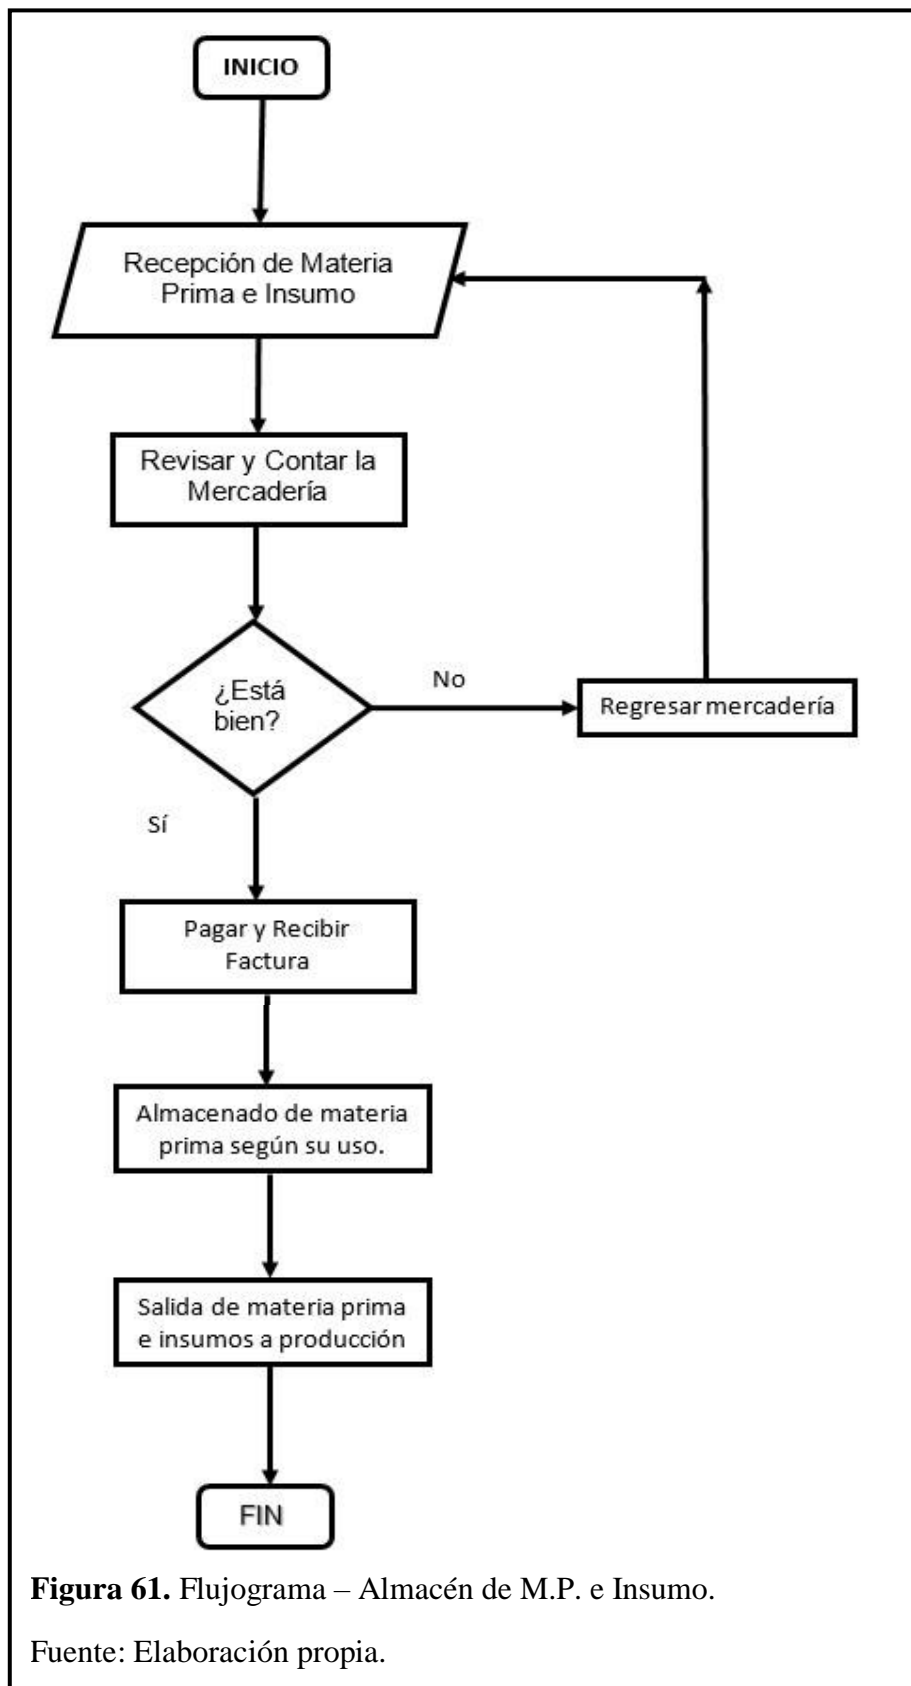 INICIO
Recepción de Materia
Prima e Insumo
Revisar y Contar la
Mercadería
¿Está
bien?
No
Regresar mercadería
Sí
Pagar y Recibir
Factura
Almacenado de materia
prima según su uso.
Salida de materia prima
e insumos a producción
FIN
Figura 61. Flujograma – Almacén de M.P. e Insumo.
Fuente: Elaboración propia.